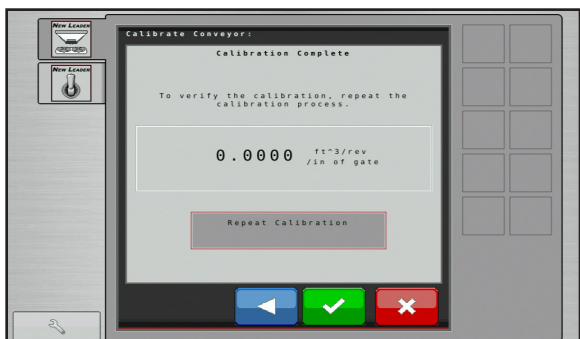 NEW LEADER
NEW LEADER
Calibrate Conveyor:
Calibration Complete
To verify the calibration, repeat the
calibration process.
0.0000 ft^3/rev
/in of gate
Repeat Calibration